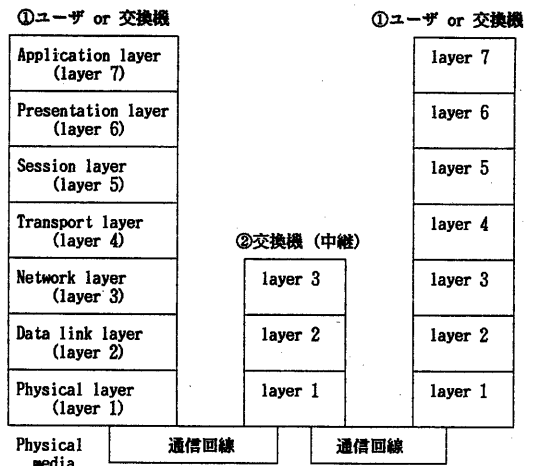 ①ユーザ or 交換機
Application layer
(layer 7)
Presentation layer
(layer 6)
Session layer
(layer 5)
Transport layer
(layer 4)
Network layer
(layer 3)
Data link layer
(layer 2)
Physical layer
(layer 1)
Physical
media
②交換機（中継）
layer 3
layer 2
layer 1
①ユーザ or 交換機
layer 7
layer 6
layer 5
layer 4
layer 3
layer 2
layer 1
通信回線
通信回線